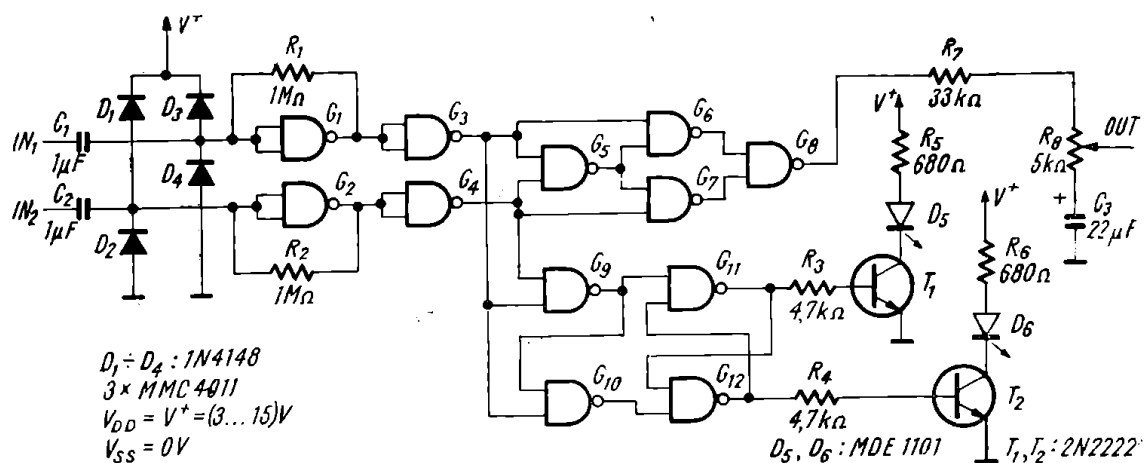 V⁺
R₁
1MΩ
D₁
D₃
C₁
IN₁
1µF
G₁
G₃
D₄
C₂
IN₂
1µF
D₂
G₂
G₄
R₂
1MΩ
G₅
G₆
G₇
G₈
R₇
33kΩ
V⁺
R₅
680Ω
D₅
OUT
R₈
5kΩ
V⁺
+
C₃
22µF
R₆
680Ω
D₆
G₉
G₁₁
R₃
4,7kΩ
T₁
G₁₀
G₁₂
R₄
4,7kΩ
T₂
D₁ ÷ D₄ : 1N4148
3 × MMC 4011
V_DD = V⁺ = (3...15)V
V_SS = 0V
D₅, D₆ : MDE 1101
T₁, T₂ : 2N2222